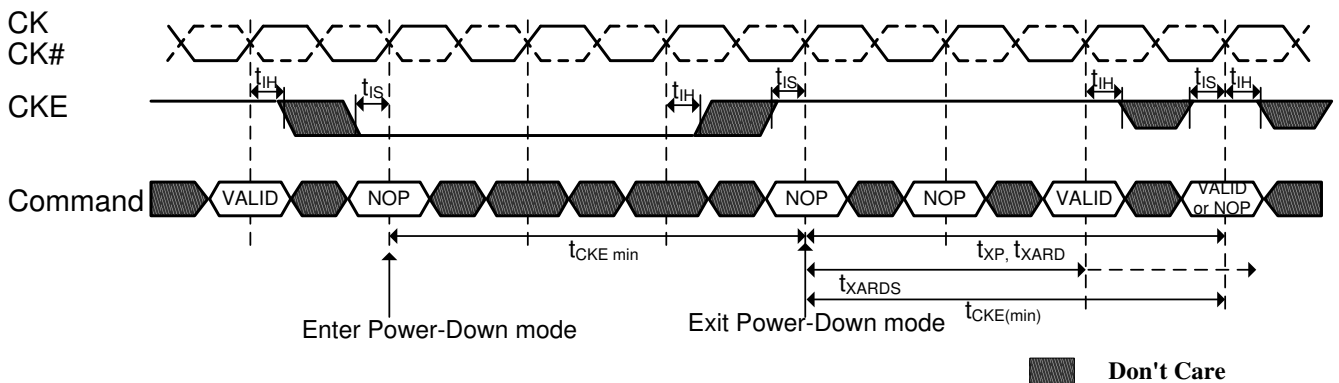 CK
CK#
tIH
tIS
tIH
tIS
tIH
tIS
tIH
CKE
Command
VALID
NOP
NOP
NOP
VALID
VALID
or NOP
tCKE min
tXP, tXARD
tXARDS
tCKE(min)
Enter Power-Down mode
Exit Power-Down mode
Don't Care